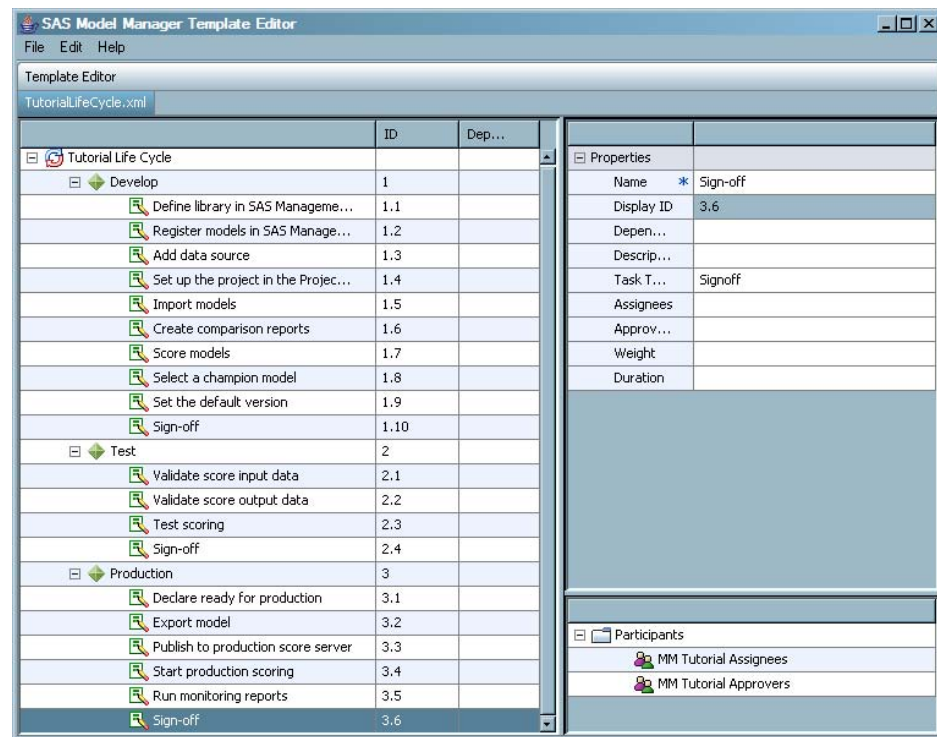 SAS Model Manager Template Editor
File Edit Help
Template Editor
TutorialLifeCycle.xml
ID Dep...
Tutorial Life Cycle
Develop 1
Define library in SAS Manageme... 1.1
Register models in SAS Manage... 1.2
Add data source 1.3
Set up the project in the Projec... 1.4
Import models 1.5
Create comparison reports 1.6
Score models 1.7
Select a champion model 1.8
Set the default version 1.9
Sign-off 1.10
Test 2
Validate score input data 2.1
Validate score output data 2.2
Test scoring 2.3
Sign-off 2.4
Production 3
Declare ready for production 3.1
Export model 3.2
Publish to production score server 3.3
Start production scoring 3.4
Run monitoring reports 3.5
Sign-off 3.6
Properties
Name * Sign-off
Display ID 3.6
Depen...
Descrip...
Task T... Signoff
Assignees
Approv...
Weight
Duration
Participants
MM Tutorial Assignees
MM Tutorial Approvers